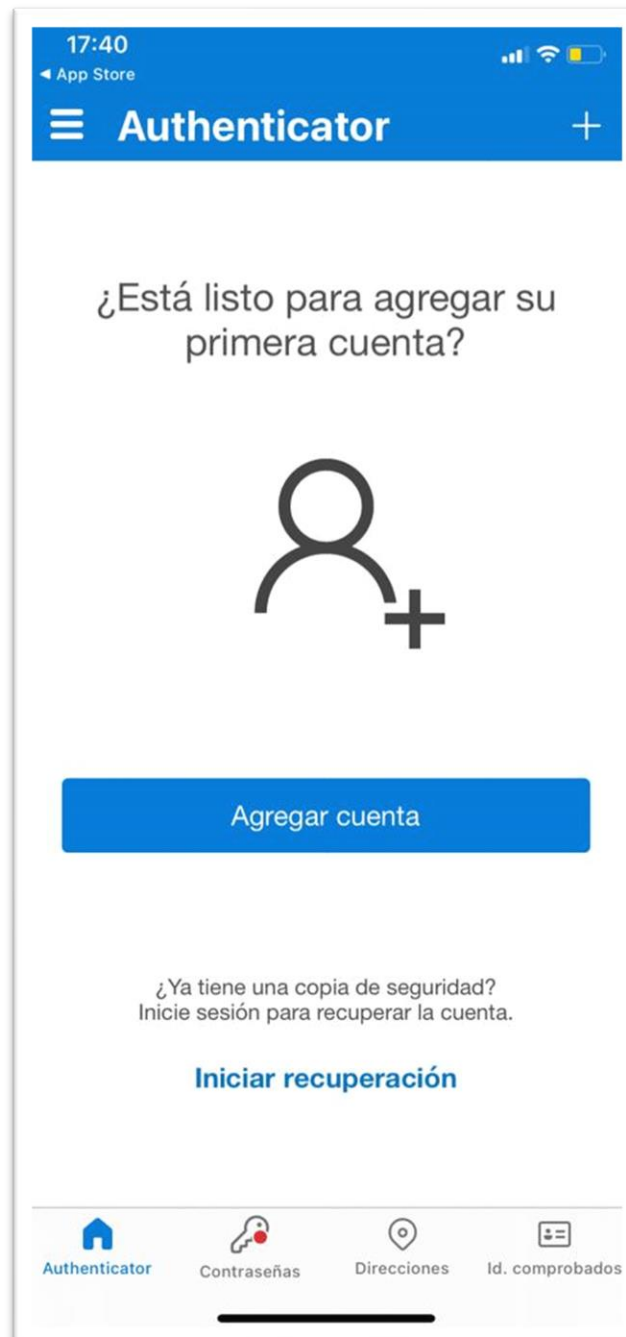 17:40
◀ App Store
Authenticator
¿Está listo para agregar su
primera cuenta?
Agregar cuenta
¿Ya tiene una copia de seguridad?
Inicie sesión para recuperar la cuenta.
Iniciar recuperación
Authenticator Contraseñas Direcciones Id. comprobados